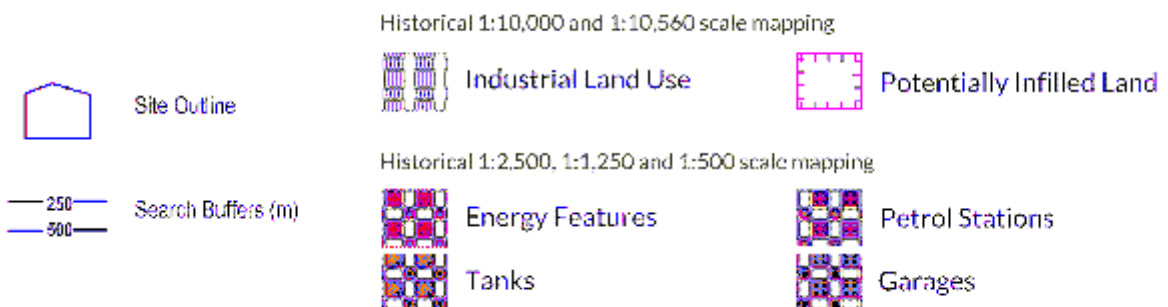 Historical 1:10,000 and 1:10,560 scale mapping
Industrial Land Use
Potentially Infilled Land
Site Outline
Historical 1:2,500, 1:1,250 and 1:500 scale mapping
250
500
Search Buffers (m)
Energy Features
Petrol Stations
Tanks
Garages